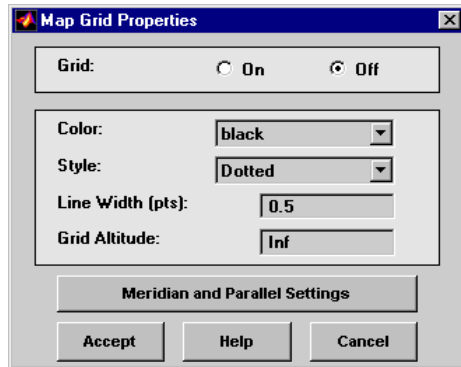 Map Grid Properties
Grid: On Off
Color: black
Style: Dotted
Line Width (pts): 0.5
Grid Altitude: Inf
Meridian and Parallel Settings
Accept Help Cancel